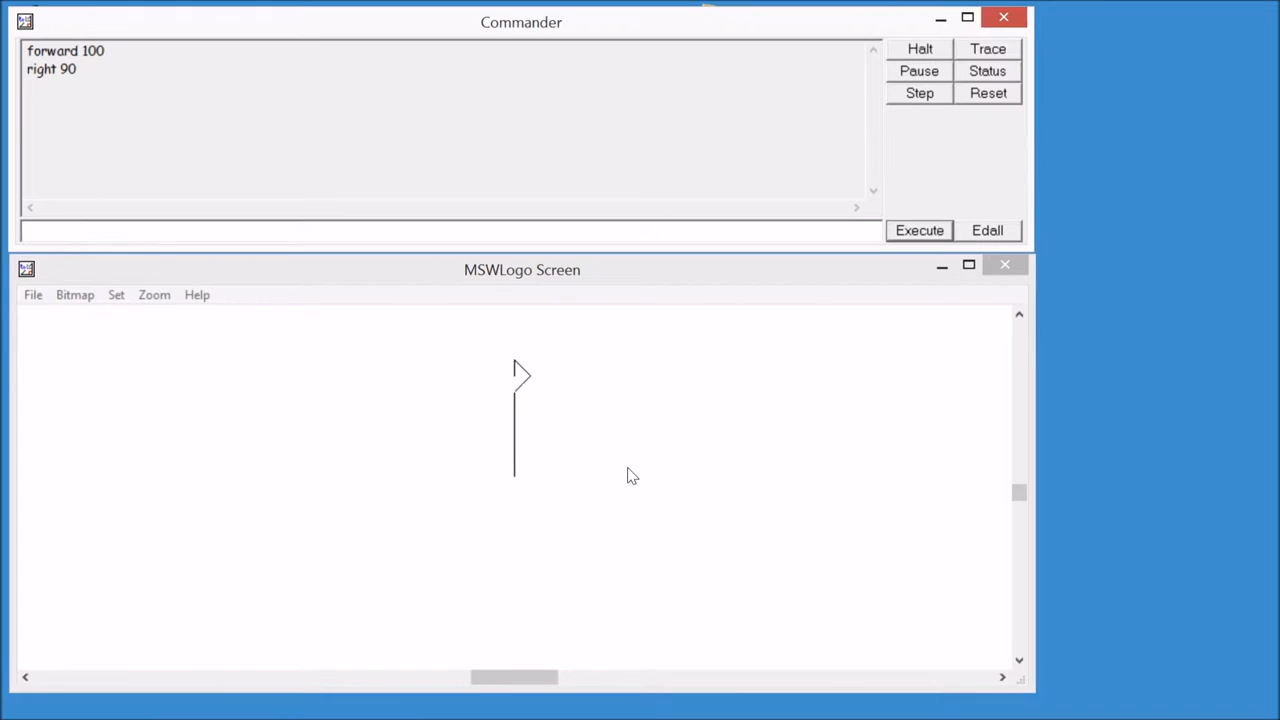 Commander
forward 100
right 90
Halt Trace
Pause Status
Step Reset
Execute Edall
MSWLogo Screen
File Bitmap Set Zoom Help